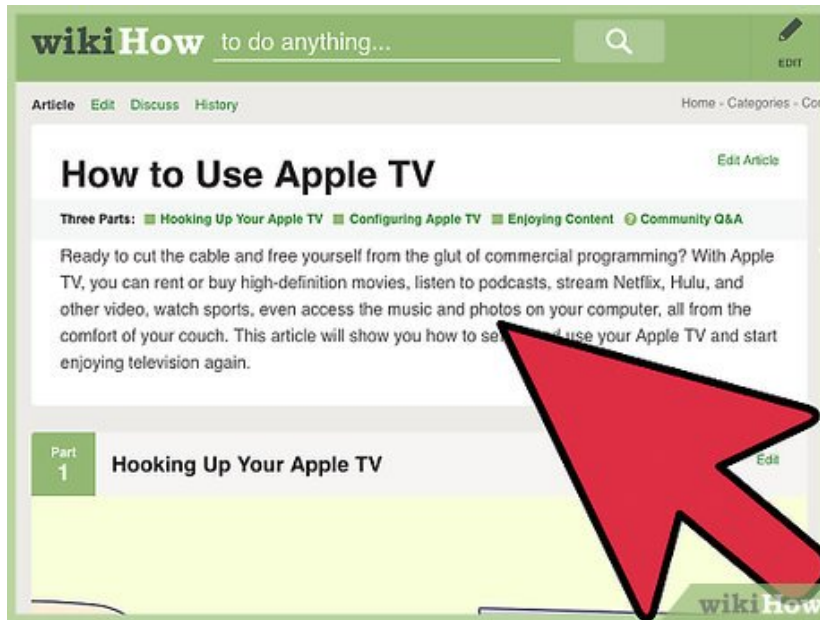 wikiHow to do anything...
EDIT
Article Edit Discuss History
Home - Categories -
How to Use Apple TV
Edit Article
Three Parts: Hooking Up Your Apple TV Configuring Apple TV Enjoying Content Community Q&A
Ready to cut the cable and free yourself from the glut of commercial programming? With Apple
TV, you can rent or buy high-definition movies, listen to podcasts, stream Netflix, Hulu, and
other video, watch sports, even access the music and photos on your computer, all from the
comfort of your couch. This article will show you how to use your Apple TV and start
enjoying television again.
Part
1
Hooking Up Your Apple TV
Edit
wikiHow